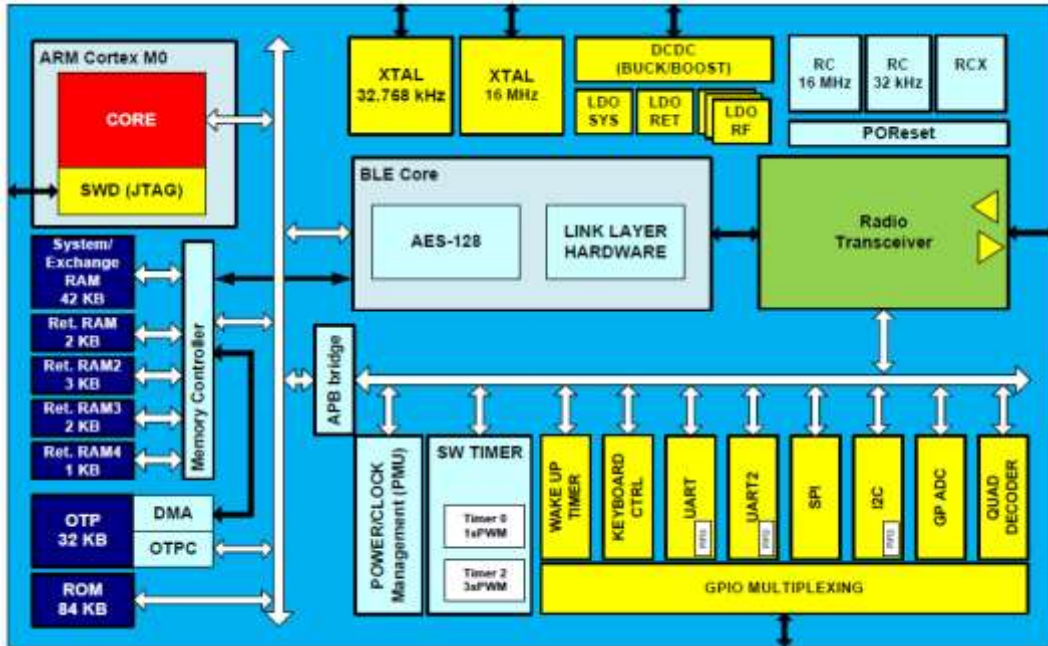 ARM Cortex M0
CORE
SWD (JTAG)
XTAL
32,768 kHz
XTAL
16 MHz
DCDC
(BUCK/BOOST)
LDO
SYS
LDO
RET
LDO
RF
RC
16 MHz
RC
32 kHz
RCX
POReset
BLE Core
AES-128
LINK LAYER
HARDWARE
Radio
Transceiver
System/
Exchange
RAM
42 KB
Ret. RAM
2 KB
Ret. RAM2
3 KB
Ret. RAM3
2 KB
Ret. RAM4
1 KB
Memory Controller
OTP
32 KB
DMA
OTPC
ROM
84 KB
APB bridge
POWER/CLOCK
Management (PMU)
SW TIMER
Timer 0
1xPWM
Timer 2
3xPWM
WAKE UP
TIMER
KEYBOARD
CTRL
UART
FIFO
UART2
FIFO
SPI
I2C
FIFO
GP ADC
QUAD
DECODER
GPIO MULTIPLEXING